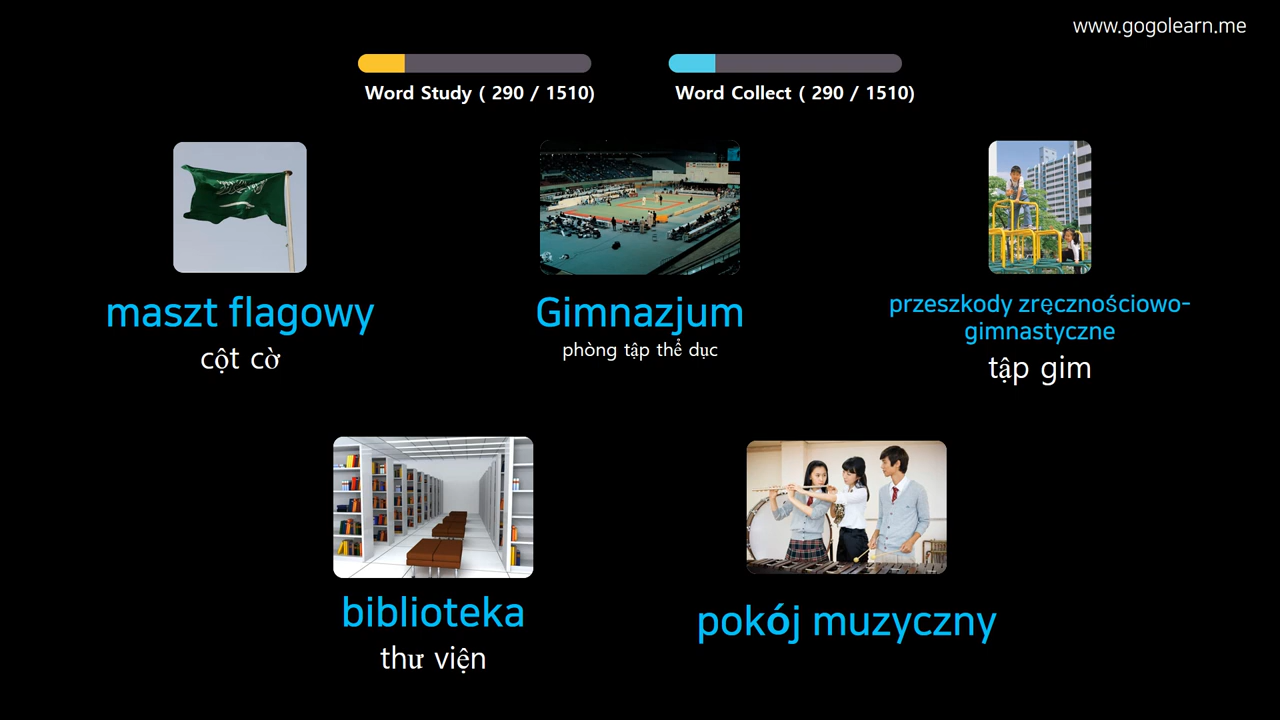 www.gogolearn.me
Word Study ( 290 / 1510)
Word Collect ( 290 / 1510)
maszt flagowy
cột cờ
Gimnazjum
phòng tập thể dục
przeszkody zręcznościowo-
gimnastyczne
tập gim
biblioteka
thư viện
pokój muzyczny